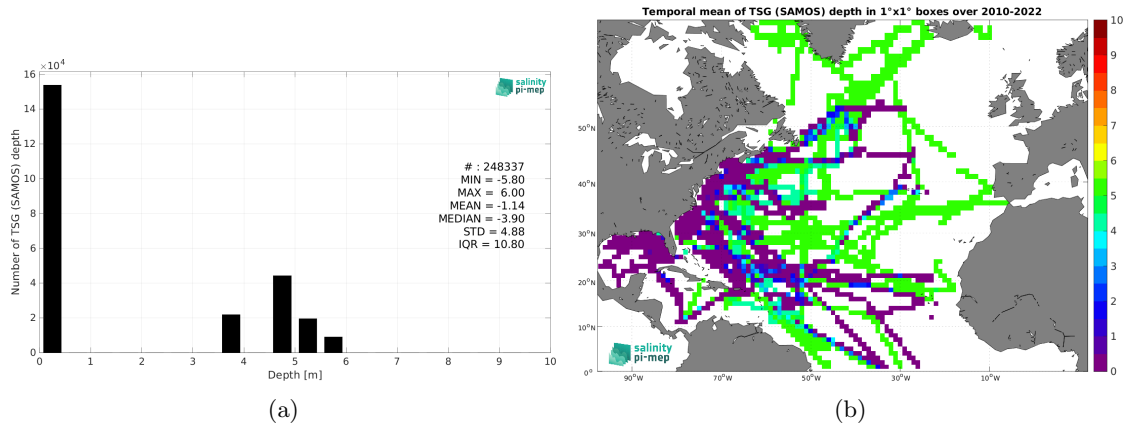 ×10⁴
16
14
12
10
8
6
4
2
0
Number of TSG (SAMOS) depth
salinity
pi-mep
# : 248337
MIN = -5.80
MAX = 6.00
MEAN = -1.14
MEDIAN = -3.90
STD = 4.88
IQR = 10.80
0 1 2 3 4 5 6 7 8 9 10
Depth [m]
(a)
Temporal mean of TSG (SAMOS) depth in 1°x1° boxes over 2010-2022
50°N
40°N
30°N
20°N
10°N
0°
90°W 70°W 50°W 30°W 10°W
salinity
pi-mep
10
9
8
7
6
5
4
3
2
1
0
(b)